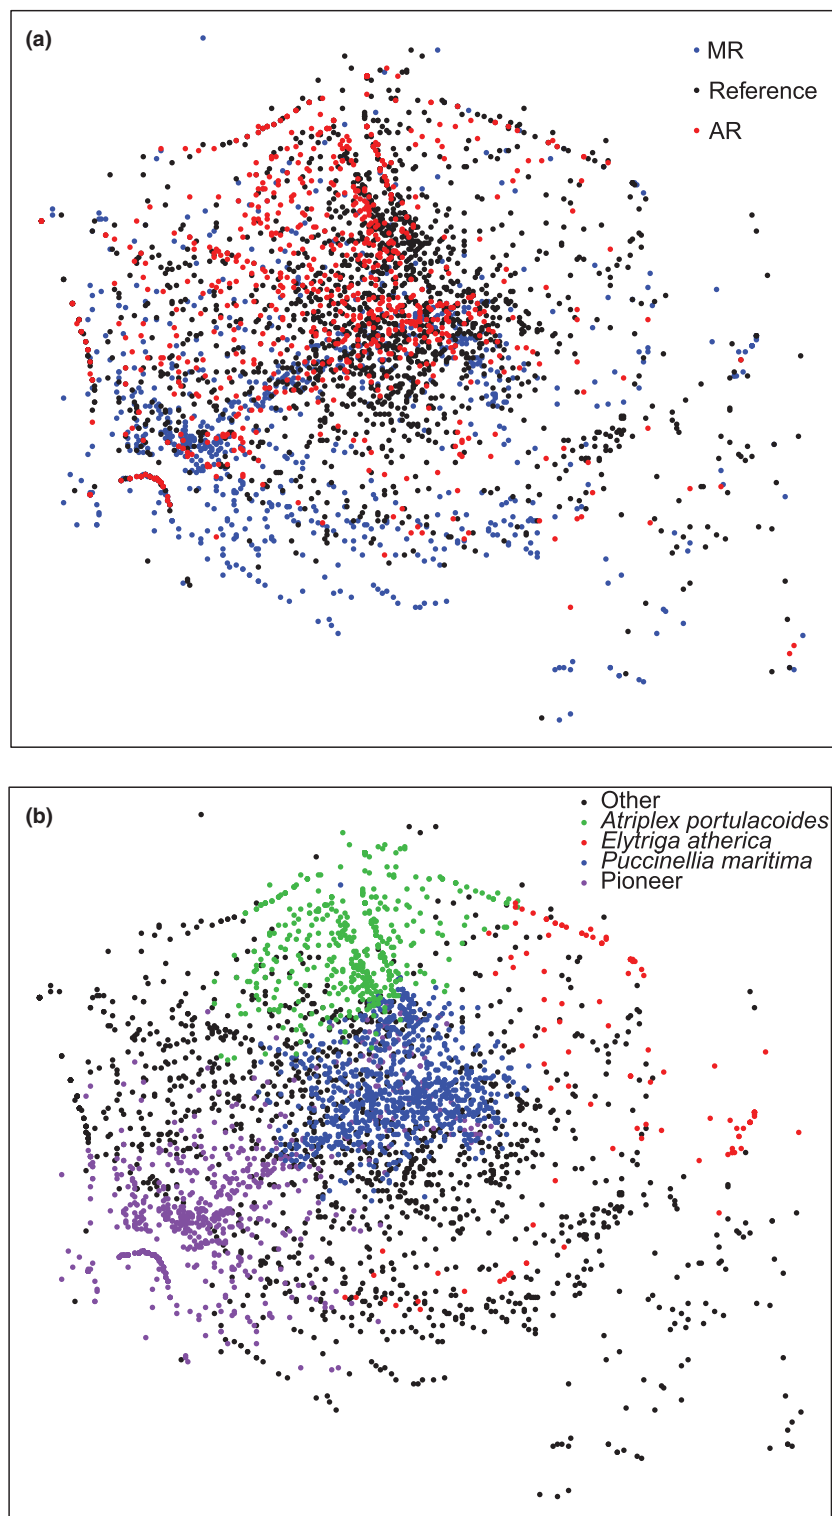 (a)
MR
Reference
AR
(b)
Other
Atriplex portulacoides
Elytriga atherica
Puccinellia maritima
Pioneer